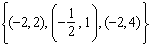 {(-2, 2), (-1/2, 1), (-2, 4)}